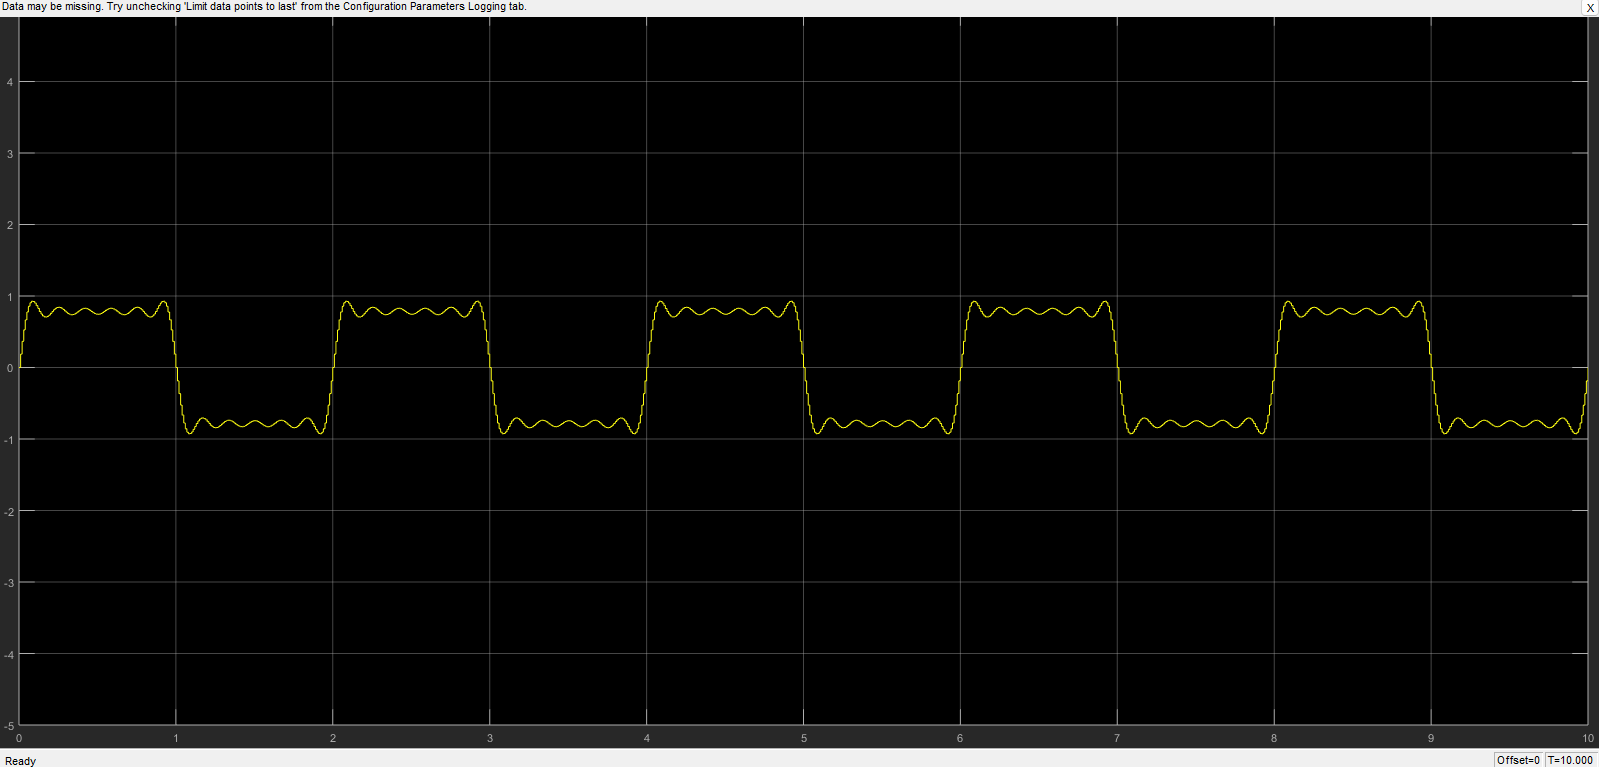 Data may be missing. Try unchecking 'Limit data points to last' from the Configuration Parameters Logging tab.
X
4
3
2
1
0
-1
-2
-3
-4
-5
0 1 2 3 4 5 6 7 8 9 10
Ready
Offset=0 T=10.000